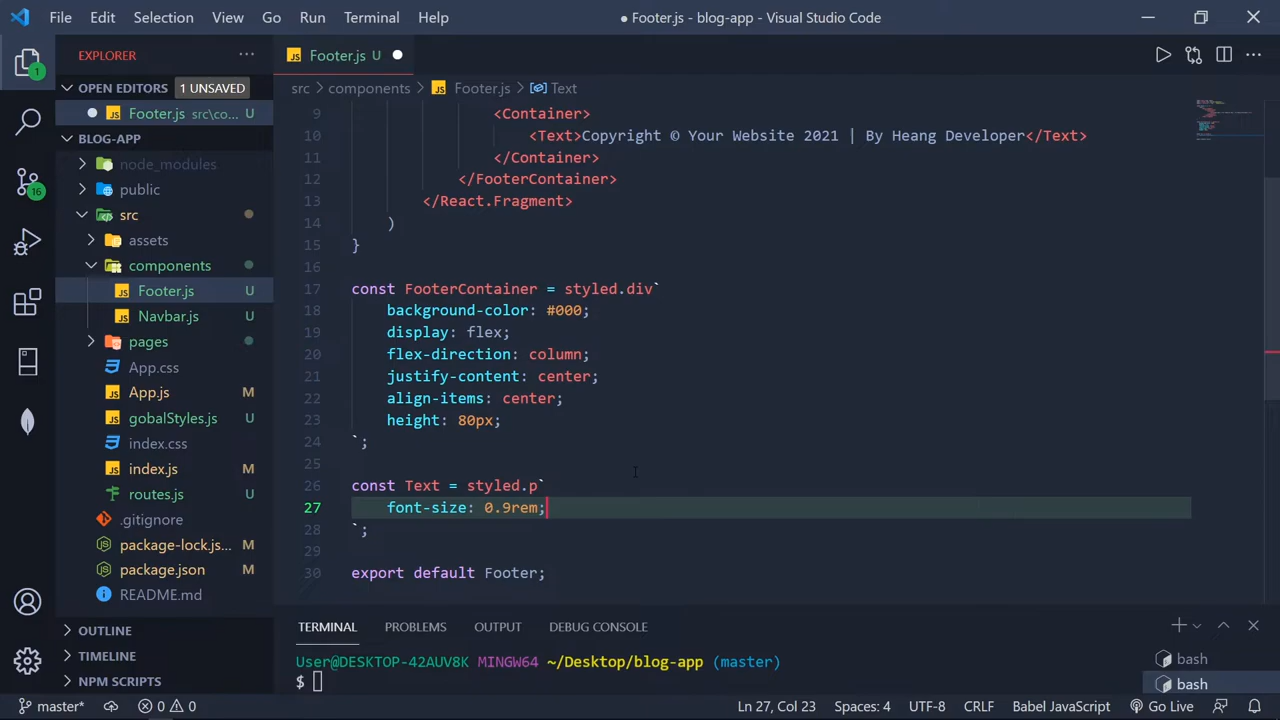 File Edit Selection View Go Run Terminal Help ● Footer.js - blog-app - Visual Studio Code
EXPLORER
Footer.js U
OPEN EDITORS 1 UNSAVED
src > components > Footer.js > Text
Footer.js src\co... U
BLOG-APP
node_modules
public
src
assets
components
Footer.js U
Navbar.js U
pages
App.css
App.js M
gobalStyles.js U
index.css
index.js M
routes.js U
.gitignore
package-lock.js... M
package.json M
README.md
OUTLINE
TIMELINE
NPM SCRIPTS
1
16
9 <Container>
10 <Text>Copyright © Your Website 2021 | By Heang Developer</Text>
11 </Container>
12 </FooterContainer>
13 </React.Fragment>
14 )
15 }
16
17 const FooterContainer = styled.div`
18 background-color: #000;
19 display: flex;
20 flex-direction: column;
21 justify-content: center;
22 align-items: center;
23 height: 80px;
24 `;
25
26 const Text = styled.p`
27 font-size: 0.9rem;
28 `;
29
30 export default Footer;
TERMINAL PROBLEMS OUTPUT DEBUG CONSOLE
User@DESKTOP-42AUV8K MINGW64 ~/Desktop/blog-app (master)
$
bash
bash
master* 0 0 Ln 27, Col 23 Spaces: 4 UTF-8 CRLF Babel JavaScript Go Live